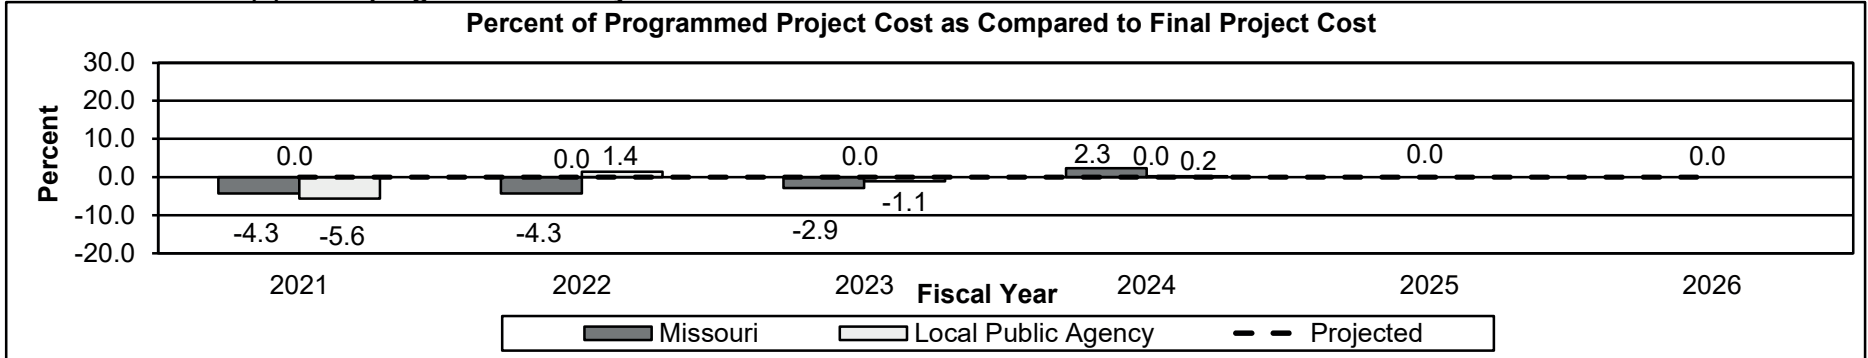 Percent of Programmed Project Cost as Compared to Final Project Cost
30.0
20.0
10.0
0.0
-10.0
-20.0
Percent
0.0
0.0 1.4
0.0
2.3 0.0 0.2
0.0
0.0
-4.3 -5.6
-4.3
-2.9
-1.1
2021 2022 2023 2024 2025 2026
Fiscal Year
Missouri Local Public Agency Projected